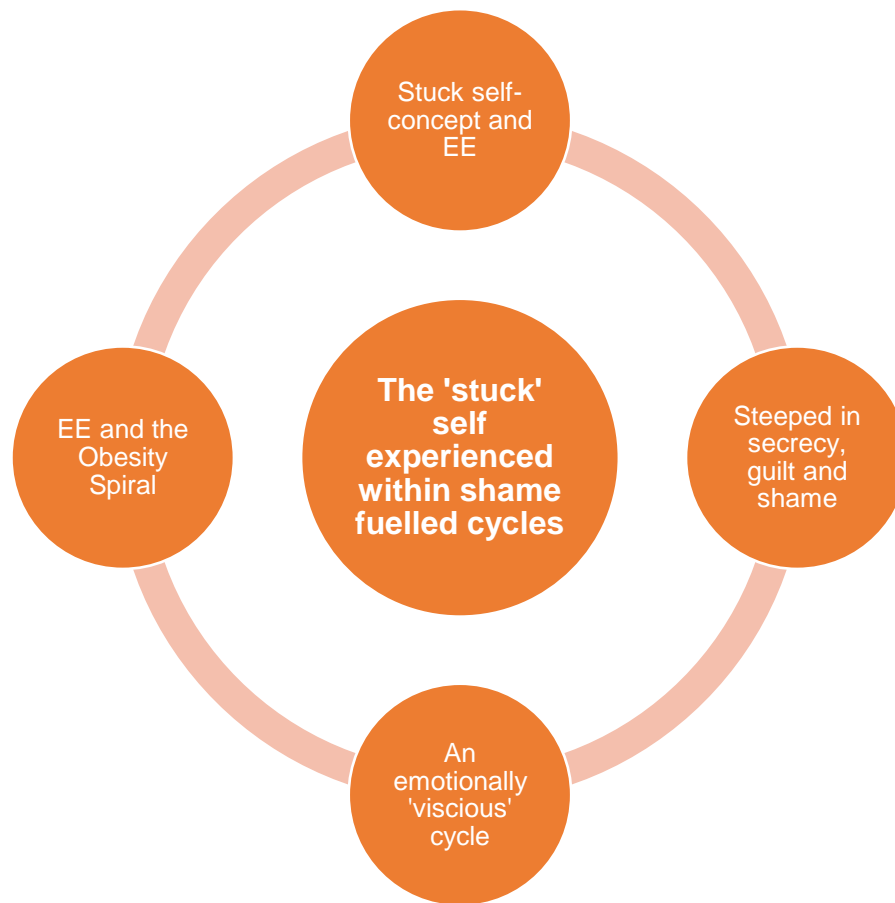 Stuck self-
concept and
EE
EE and the
Obesity
Spiral
The 'stuck'
self
experienced
within shame
fuelled cycles
Steeped in
secrecy,
guilt and
shame
An
emotionally
'viscious'
cycle